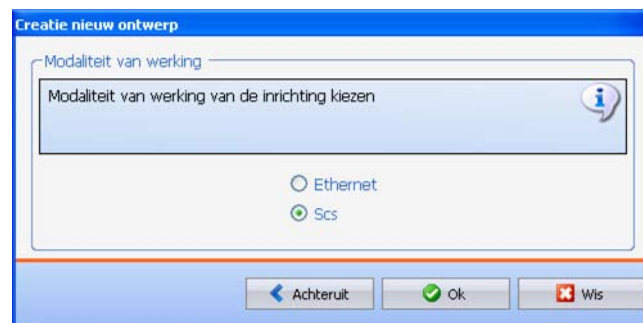 Creatie nieuw ontwerp
Modaliteit van werking
Modaliteit van werking van de inrichting kiezen
Ethernet
Scs
Achteruit
Ok
Wis